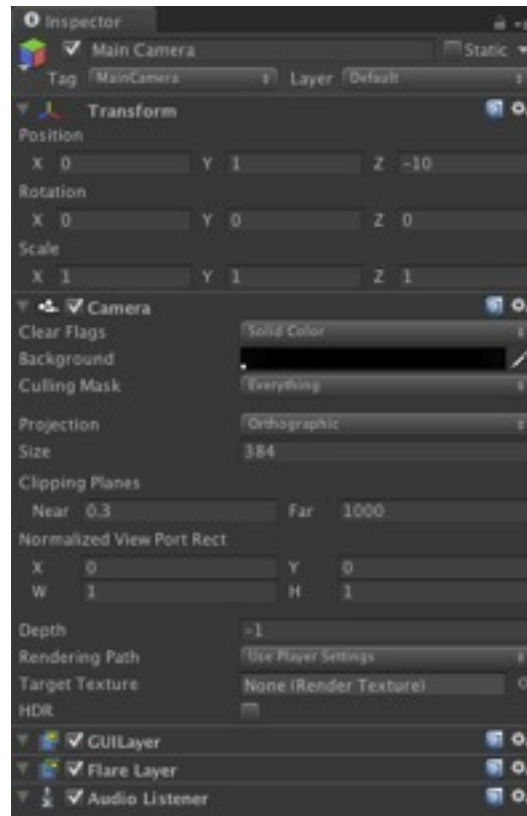 Inspector
Main Camera Static
Tag MainCamera Layer Default
Transform
Position
X 0 Y 1 Z -10
Rotation
X 0 Y 0 Z 0
Scale
X 1 Y 1 Z 1
Camera
Clear Flags Solid Color
Background
Culling Mask Everything
Projection Orthographic
Size 384
Clipping Planes
Near 0.3 Far 1000
Normalized View Port Rect
X 0 Y 0
W 1 H 1
Depth -1
Rendering Path Use Player Settings
Target Texture None (Render Texture)
HDR
GUILayer
Flare Layer
Audio Listener